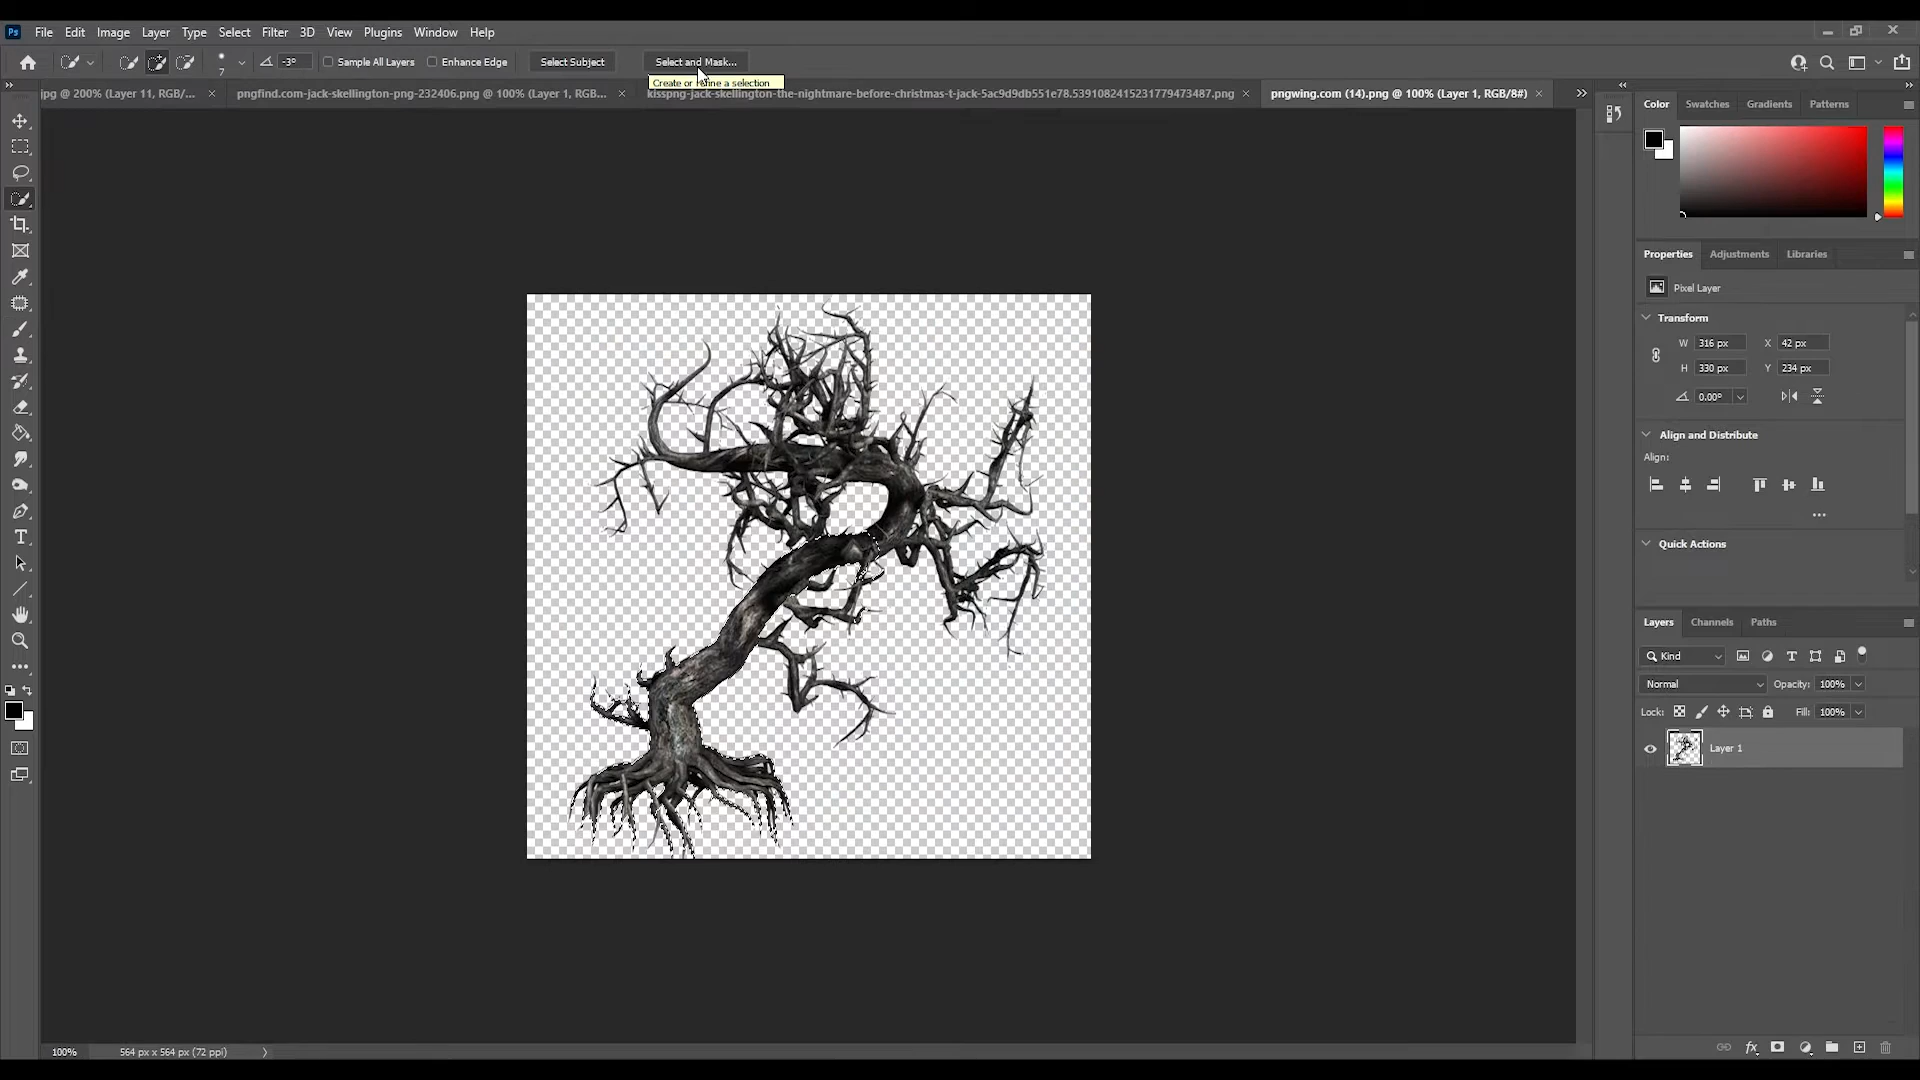 Ps File Edit Image Layer Type Select Filter 3D View Plugins Window Help
7 -3° Sample All Layers Enhance Edge Select Subject Select and Mask...
Create or refine a selection
jpg @ 200% (Layer 11, RGB/... × pngfind.com-jack-skellington-png-232406.png @ 100% (Layer 1, RGB... × kisspng-jack-skellington-the-nightmare-before-christmas-t-jack-5ac9d9db551e78.5391082415231779473487.png × pngwing.com (14).png @ 100% (Layer 1, RGB/8#) ×
Color Swatches Gradients Patterns
Properties Adjustments Libraries
Pixel Layer
Transform
W 316 px X 42 px
H 330 px Y 234 px
0.00°
Align and Distribute
Align:
Quick Actions
Layers Channels Paths
Kind
Normal Opacity: 100%
Lock: Fill: 100%
Layer 1
100% 564 px x 564 px (72 ppi)